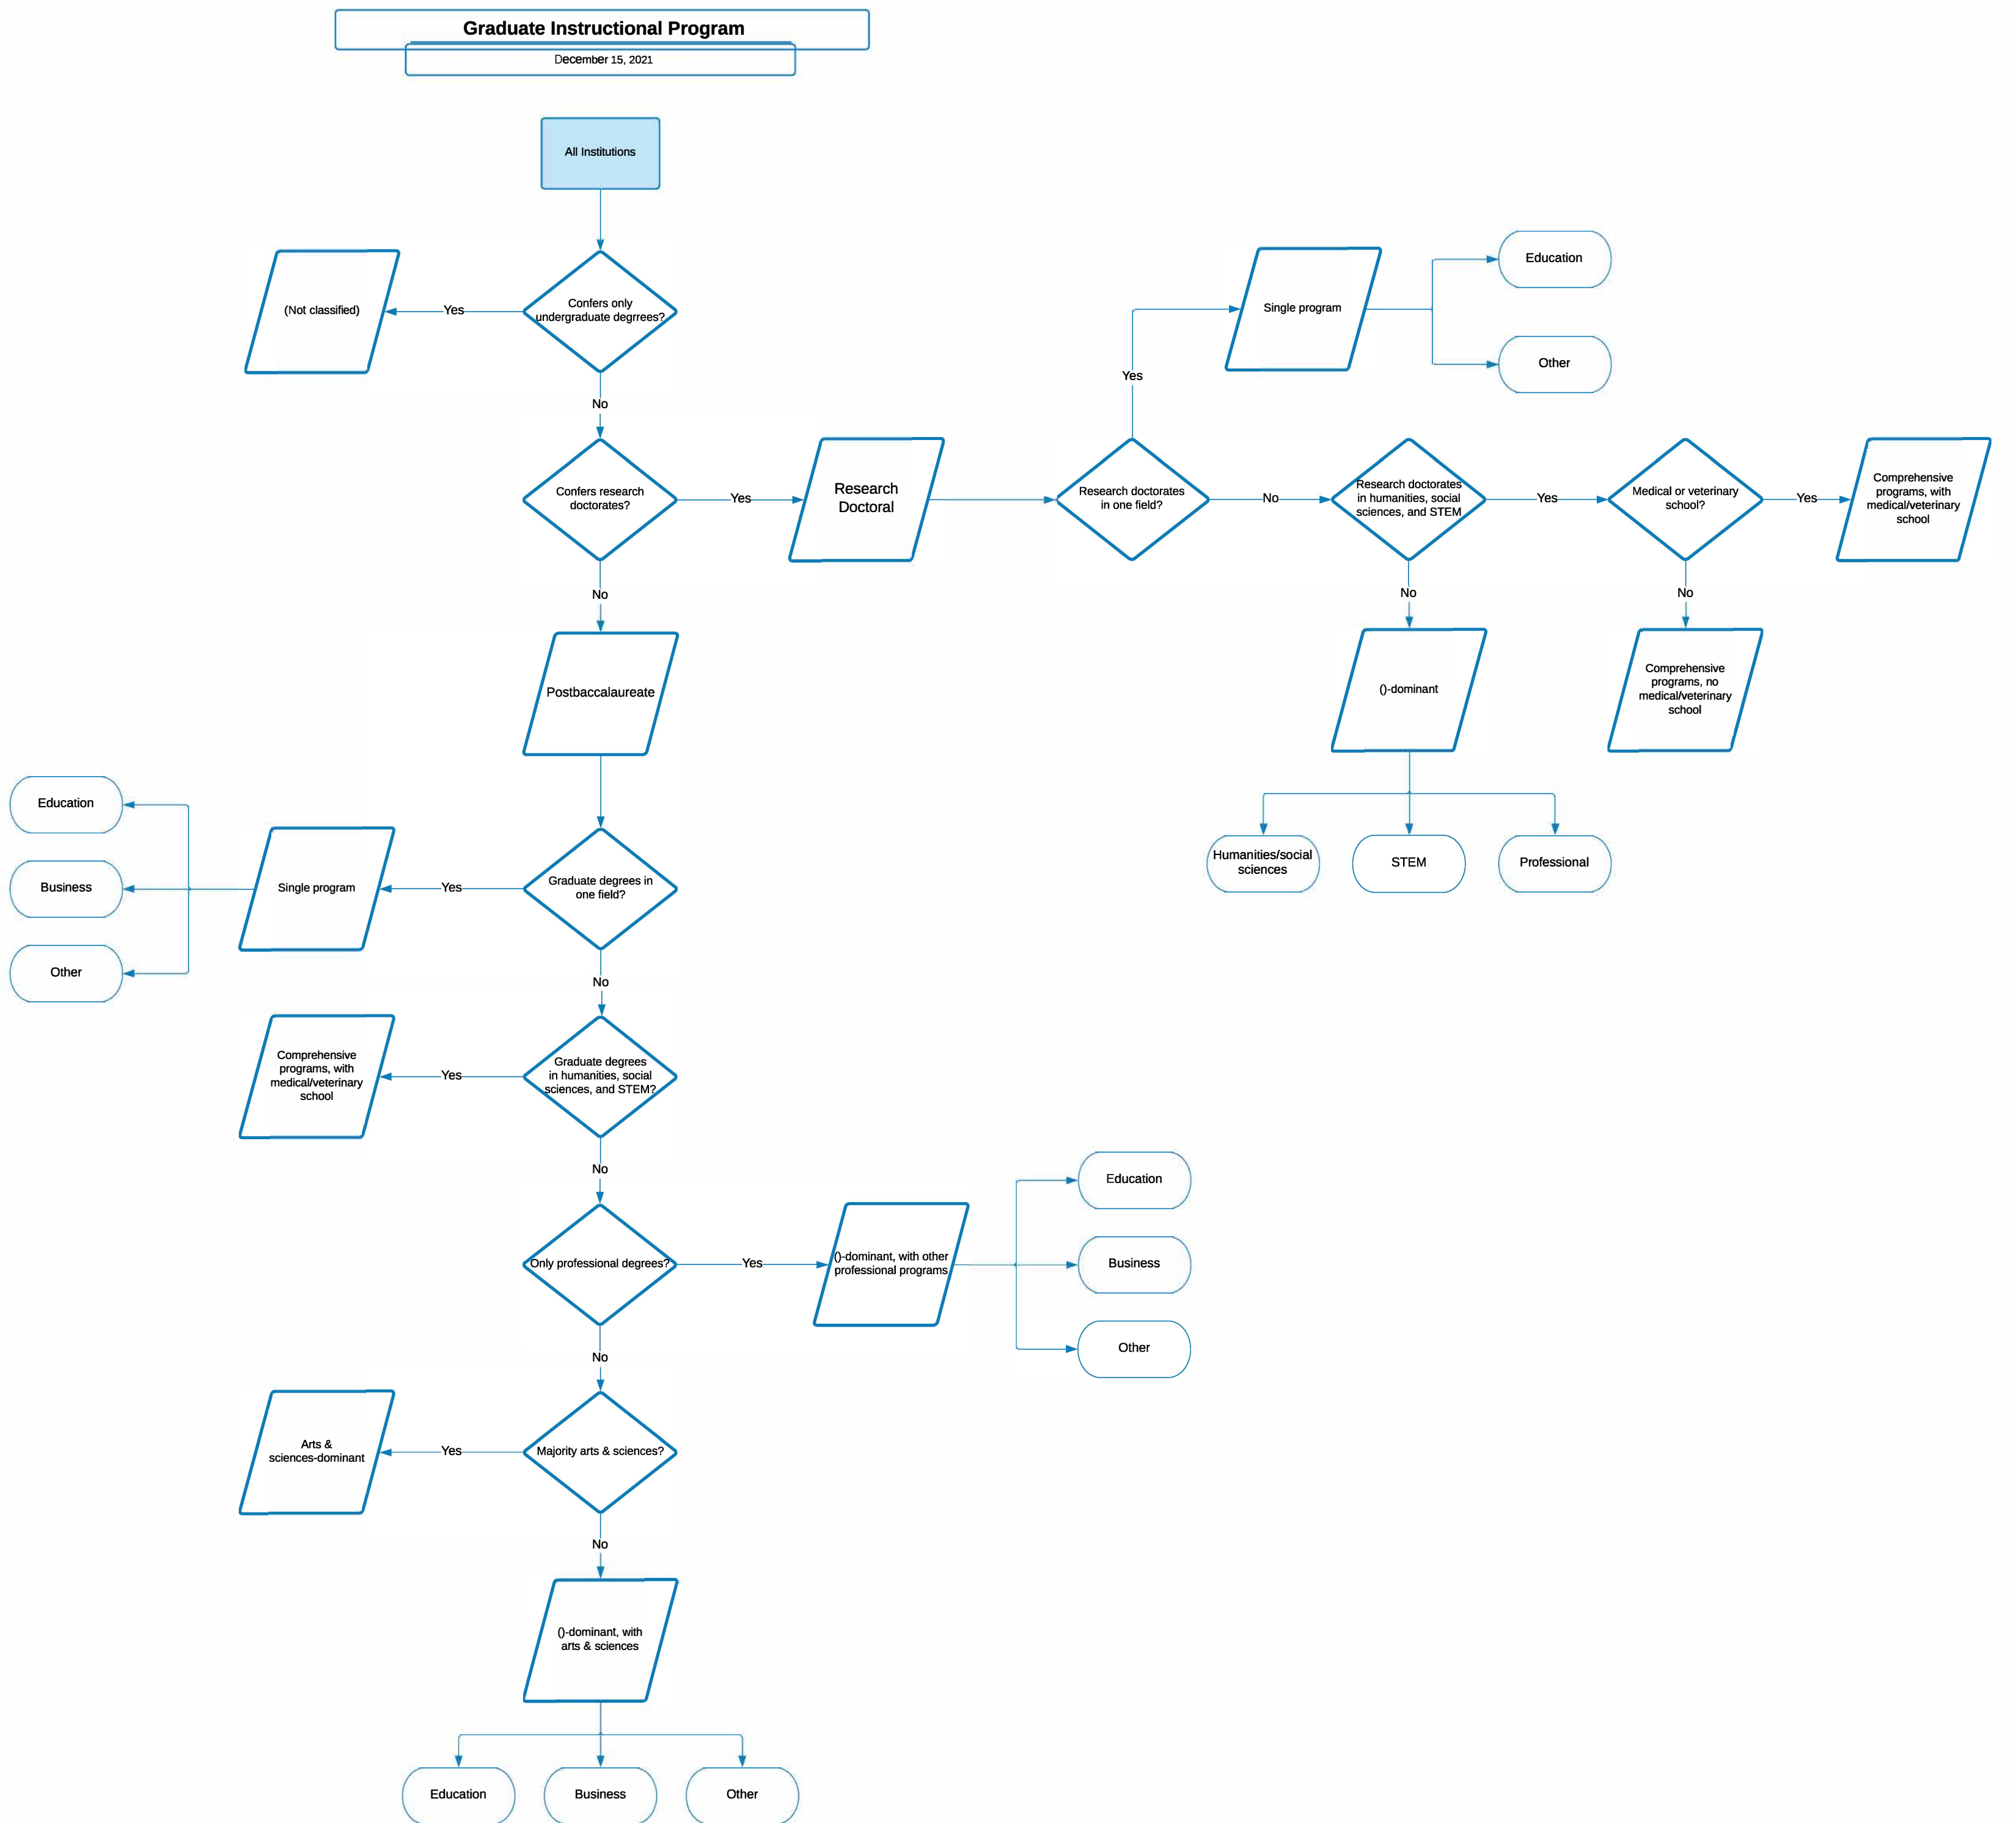 Graduate Instructional Program
December 15, 2021
All Institutions
(Not classified)
Yes
Confers only
undergraduate degrrees?
No
Single program
Education
Other
Yes
Confers research
doctorates?
Yes
Research
Doctoral
Research doctorates
in one field?
No
Research doctorates
in humanities, social
sciences, and STEM
Yes
Medical or veterinary
school?
Yes
Comprehensive
programs, with
medical/veterinary
school
No
No
No
Postbaccalaureate
()-dominant
Comprehensive
programs, no
medical/veterinary
school
Humanities/social
sciences
STEM
Professional
Education
Business
Other
Single program
Yes
Graduate degrees in
one field?
No
Comprehensive
programs, with
medical/veterinary
school
Yes
Graduate degrees
in humanities, social
sciences, and STEM?
No
Only professional degrees?
Yes
()-dominant, with other
professional programs
Education
Business
Other
No
Arts &
sciences-dominant
Yes
Majority arts & sciences?
No
()-dominant, with
arts & sciences
Education
Business
Other